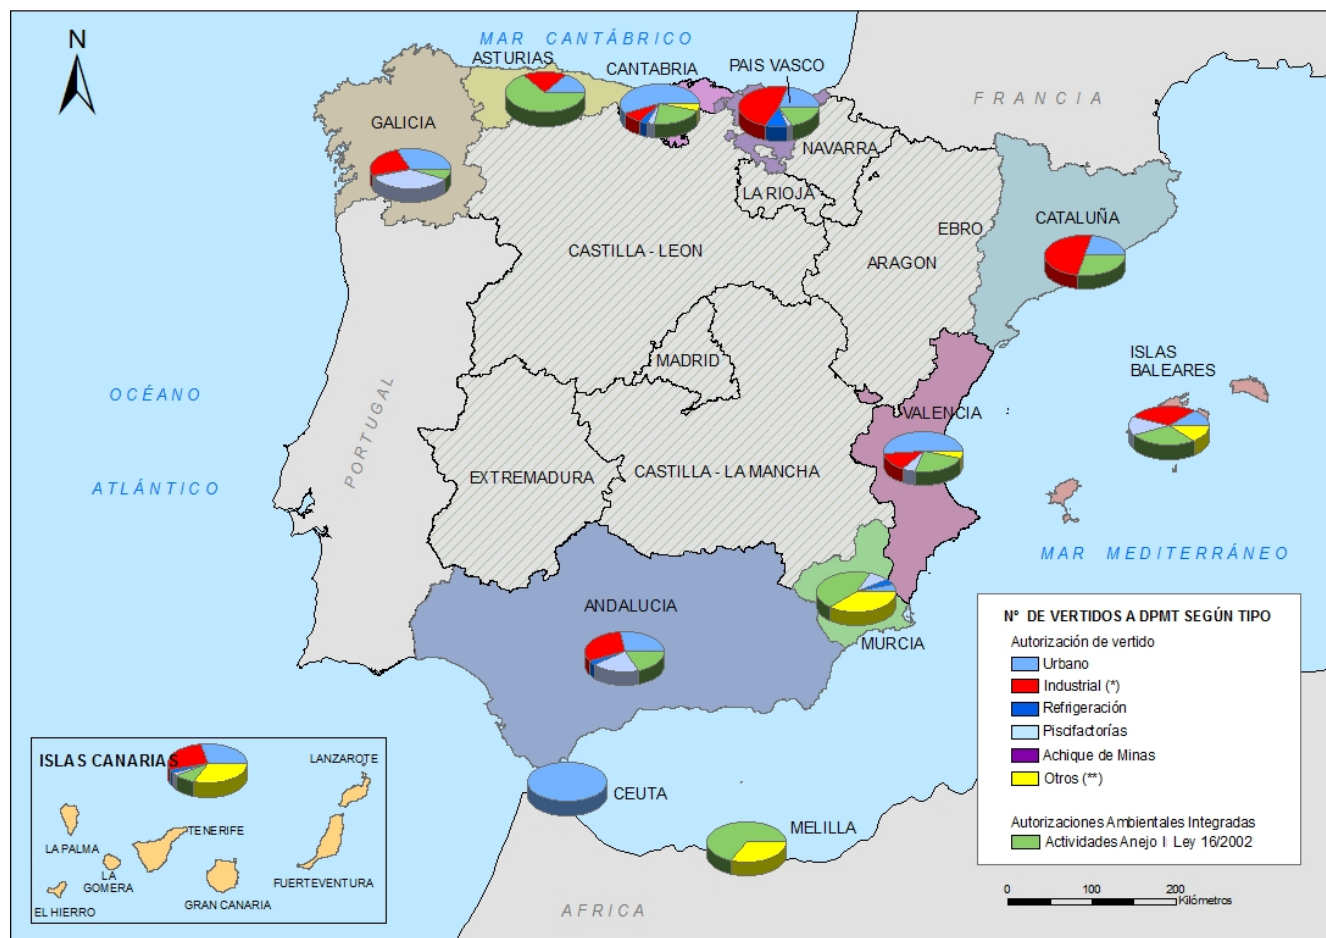 N
MAR CANTÁBRICO
ASTURIAS
CANTABRIA
PAIS VASCO
FRANCIA
GALICIA
NAVARRA
LA RIOJA
CATALUÑA
EBRO
CASTILLA - LEON
ARAGON
MADRID
ISLAS
BALEARES
OCÉANO
PORTUGAL
VALENCIA
ATLÁNTICO
EXTREMADURA
CASTILLA - LA MANCHA
MAR MEDITERRÁNEO
ANDALUCIA
MURCIA
Nº DE VERTIDOS A DPMT SEGÚN TIPO
Autorización de vertido
Urbano
Industrial (*)
Refrigeración
Piscifactorías
Achique de Minas
Otros (**)
Autorizaciones Ambientales Integradas
Actividades Anejo I Ley 16/2002
ISLAS CANARIAS
LANZAROTE
TENERIFE
LA PALMA
LA
GOMERA
FUERTEVENTURA
EL HIERRO
GRAN CANARIA
CEUTA
MELILLA
AFRICA
0 100 200
Kilómetros